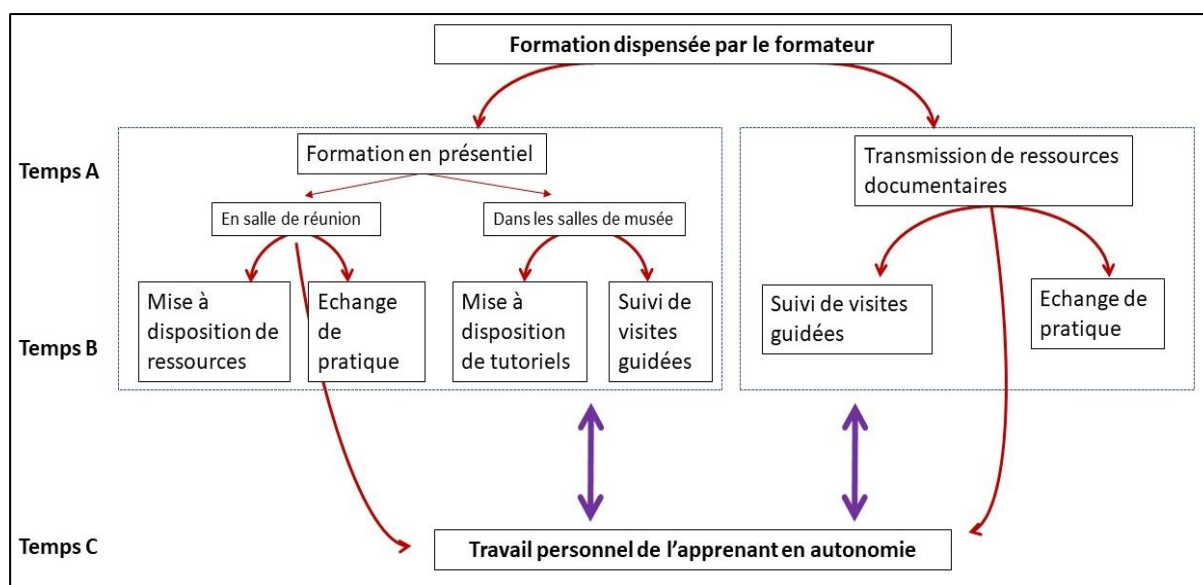 Formation dispensée par le formateur
Temps A
Formation en présentiel
Transmission de ressources
documentaires
En salle de réunion
Dans les salles de musée
Temps B
Mise à
disposition de
ressources
Echange
de
pratique
Mise à
disposition
de tutoriels
Suivi de
visites
guidées
Suivi de visites
guidées
Echange de
pratique
Temps C
Travail personnel de l'apprenant en autonomie